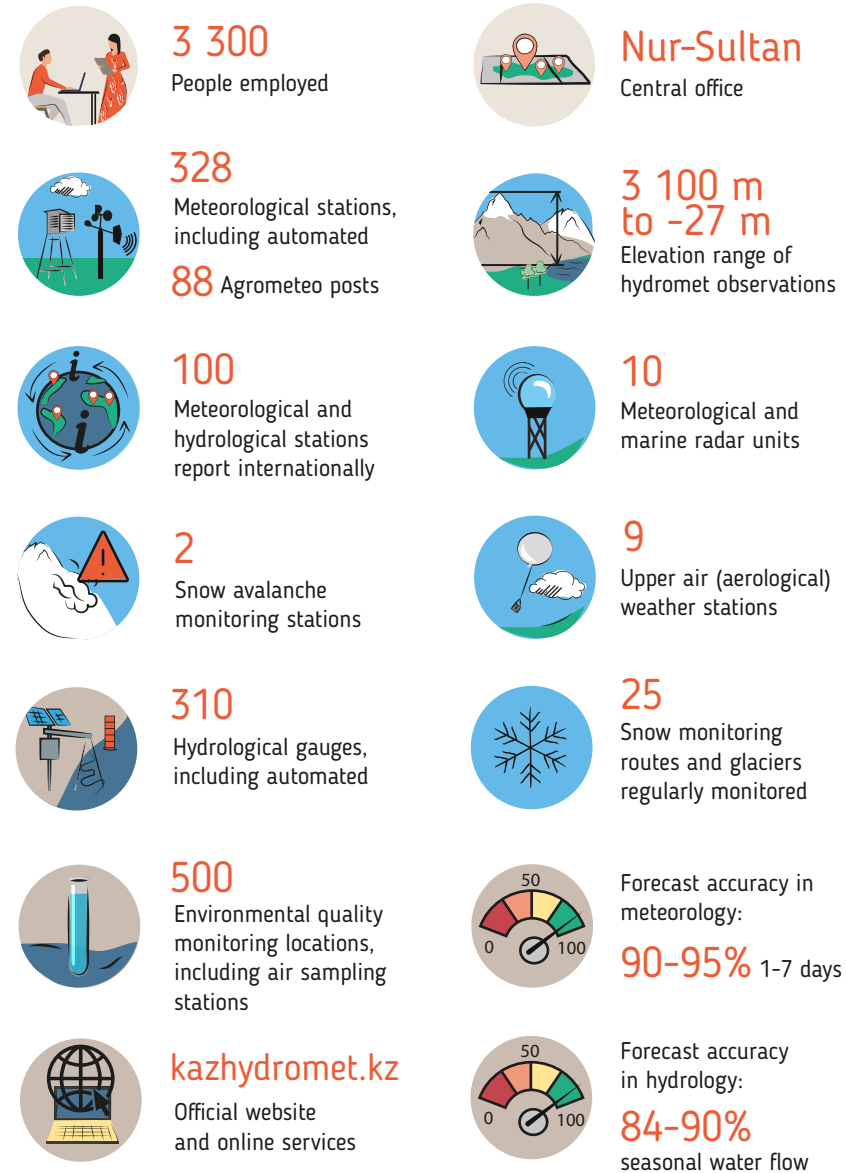 3 300
People employed
Nur-Sultan
Central office
328
Meteorological stations,
including automated
88 Agrometeo posts
3 100 m
to -27 m
Elevation range of
hydromet observations
i
i
100
Meteorological and
hydrological stations
report internationally
10
Meteorological and
marine radar units
!
2
Snow avalanche
monitoring stations
9
Upper air (aerological)
weather stations
310
Hydrological gauges,
including automated
25
Snow monitoring
routes and glaciers
regularly monitored
500
Environmental quality
monitoring locations,
including air sampling
stations
50
0
100
Forecast accuracy in
meteorology:
90-95% 1-7 days
kazhydromet.kz
Official website
and online services
50
0
100
Forecast accuracy
in hydrology:
84-90%
seasonal water flow